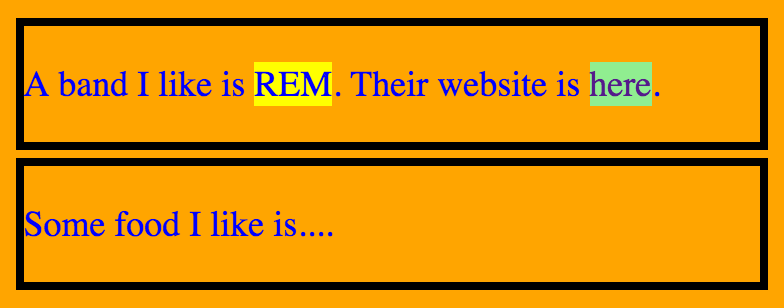 A band I like is REM. Their website is here.
Some food I like is....